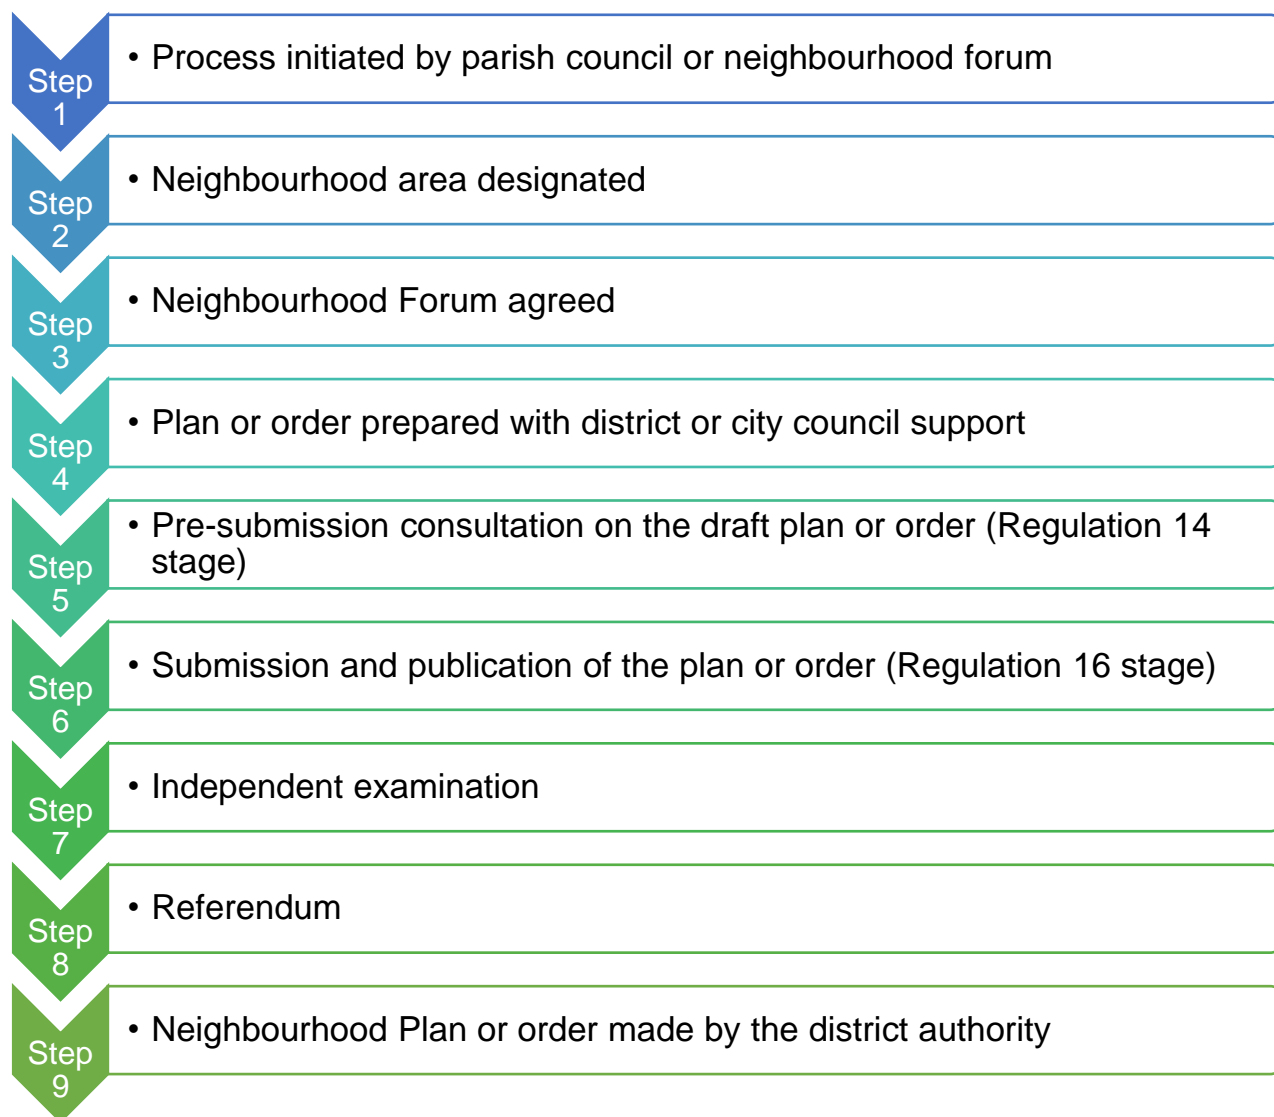 Step
1
• Process initiated by parish council or neighbourhood forum
Step
2
• Neighbourhood area designated
Step
3
• Neighbourhood Forum agreed
Step
4
• Plan or order prepared with district or city council support
Step
5
• Pre-submission consultation on the draft plan or order (Regulation 14
stage)
Step
6
• Submission and publication of the plan or order (Regulation 16 stage)
Step
7
• Independent examination
Step
8
• Referendum
Step
9
• Neighbourhood Plan or order made by the district authority